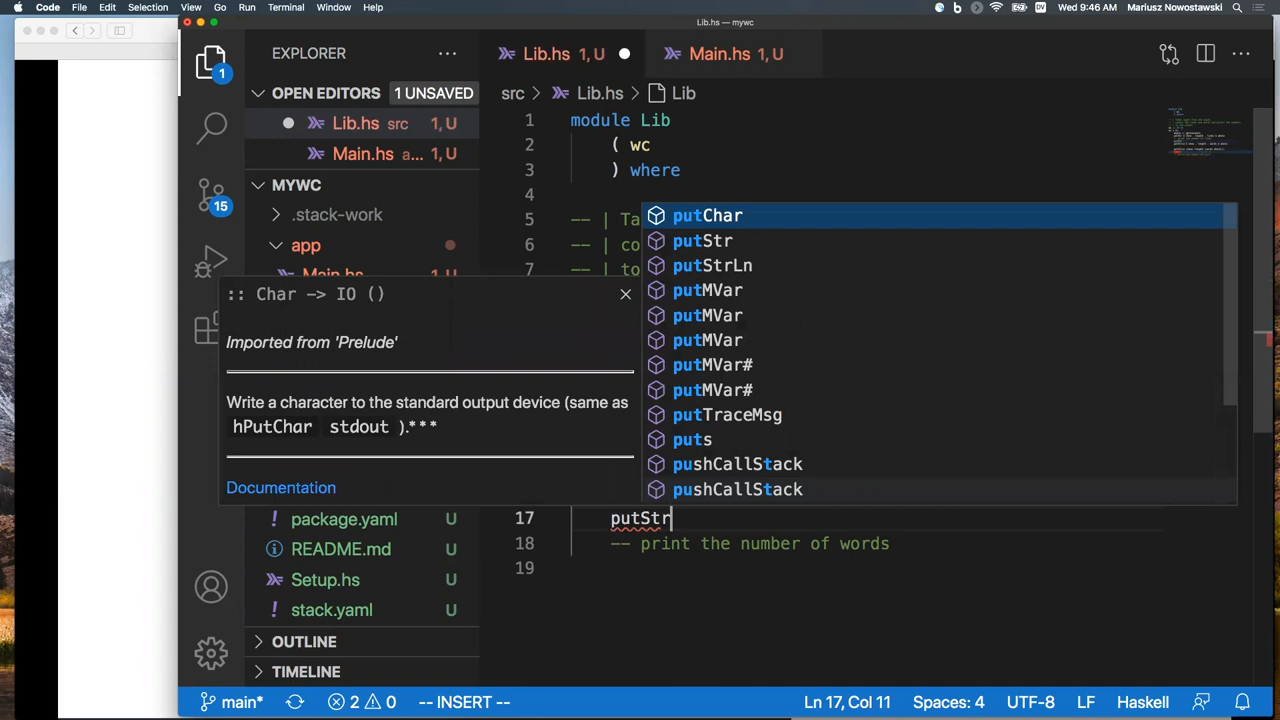 Code File Edit Selection View Go Run Terminal Window Help Wed 9:46 AM Mariusz Nowostawski
Lib.hs — mywc
EXPLORER
Lib.hs 1, U
Main.hs 1, U
OPEN EDITORS 1 UNSAVED
src > Lib.hs > Lib
Lib.hs src 1, U
Main.hs a... 1, U
MYWC
.stack-work
app
Main.hs 1, U
1 module Lib
2 ( wc
3 ) where
4
5 -- | Ta
6 -- | co
7 -- to
:: Char -> IO ()
Imported from 'Prelude'
Write a character to the standard output device (same as
hPutChar stdout ).***
Documentation
putChar
putStr
putStrLn
putMVar
putMVar
putMVar
putMVar#
putMVar#
putTraceMsg
puts
pushCallStack
pushCallStack
17 putStr
18 -- print the number of words
19
package.yaml U
README.md U
Setup.hs U
stack.yaml U
OUTLINE
TIMELINE
1
15
main* 2 0 -- INSERT -- Ln 17, Col 11 Spaces: 4 UTF-8 LF Haskell